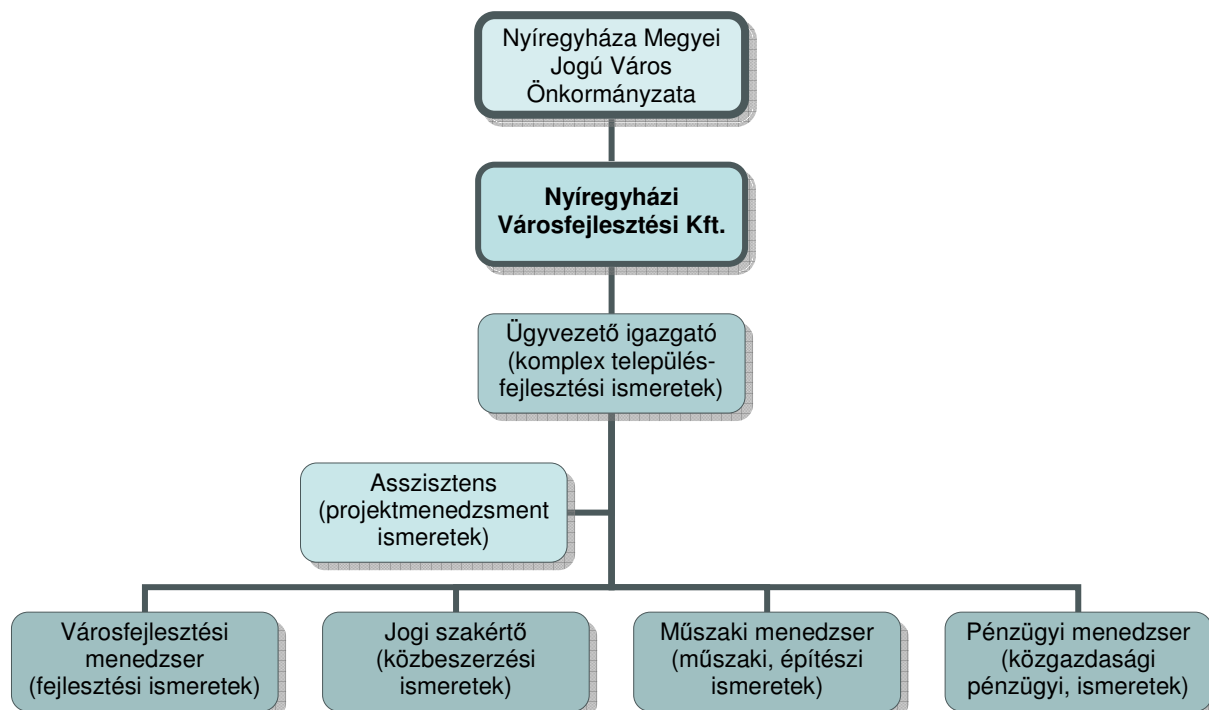 Nyíregyháza Megyei
Jogú Város
Önkormányzata
Nyíregyházi
Városfejlesztési Kft.
Ügyvezető igazgató
(komplex település-
fejlesztési ismeretek)
Asszisztens
(projektmenedzsment
ismeretek)
Városfejlesztési
menedzser
(fejlesztési ismeretek)
Jogi szakértő
(közbeszerzési
ismeretek)
Műszaki menedzser
(műszaki, építészi
ismeretek)
Pénzügyi menedzser
(közgazdasági
pénzügyi, ismeretek)